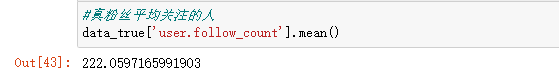 #真粉丝平均关注的人
data_true['user.follow_count'].mean()
Out[43]: 222.0597165991903